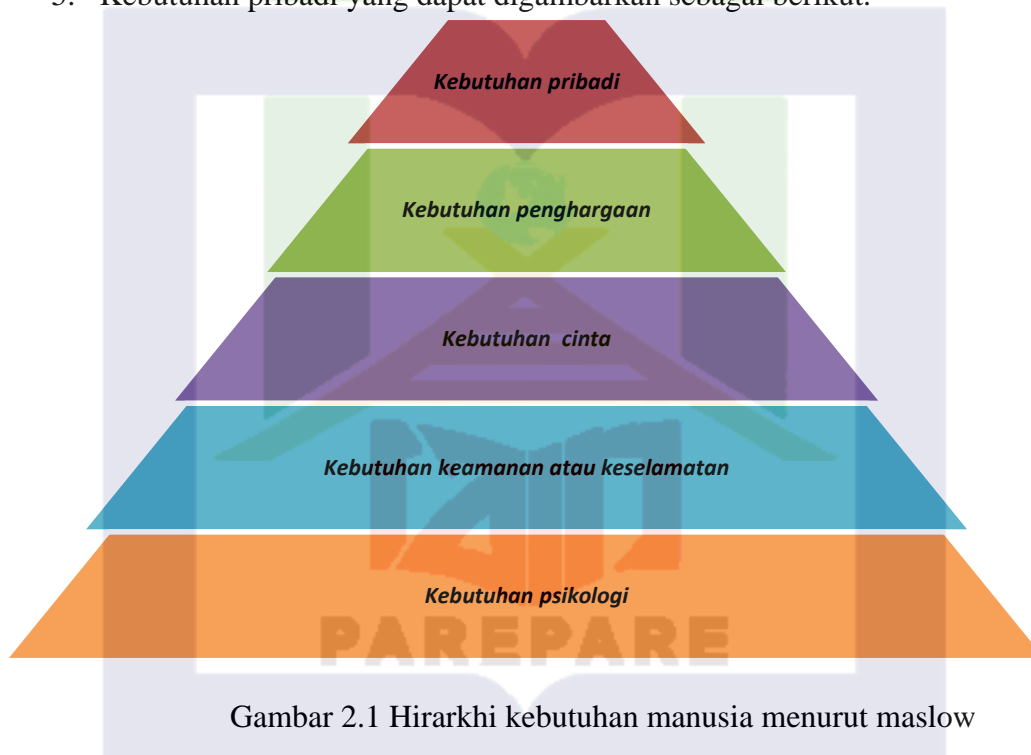 5. Kebutuhan pribadi yang dapat digambarkan sebagai berikut:
Kebutuhan pribadi
Kebutuhan penghargaan
Kebutuhan cinta
Kebutuhan keamanan atau keselamatan
Kebutuhan psikologi
PAREPARE
Gambar 2.1 Hirarkhi kebutuhan manusia menurut maslow